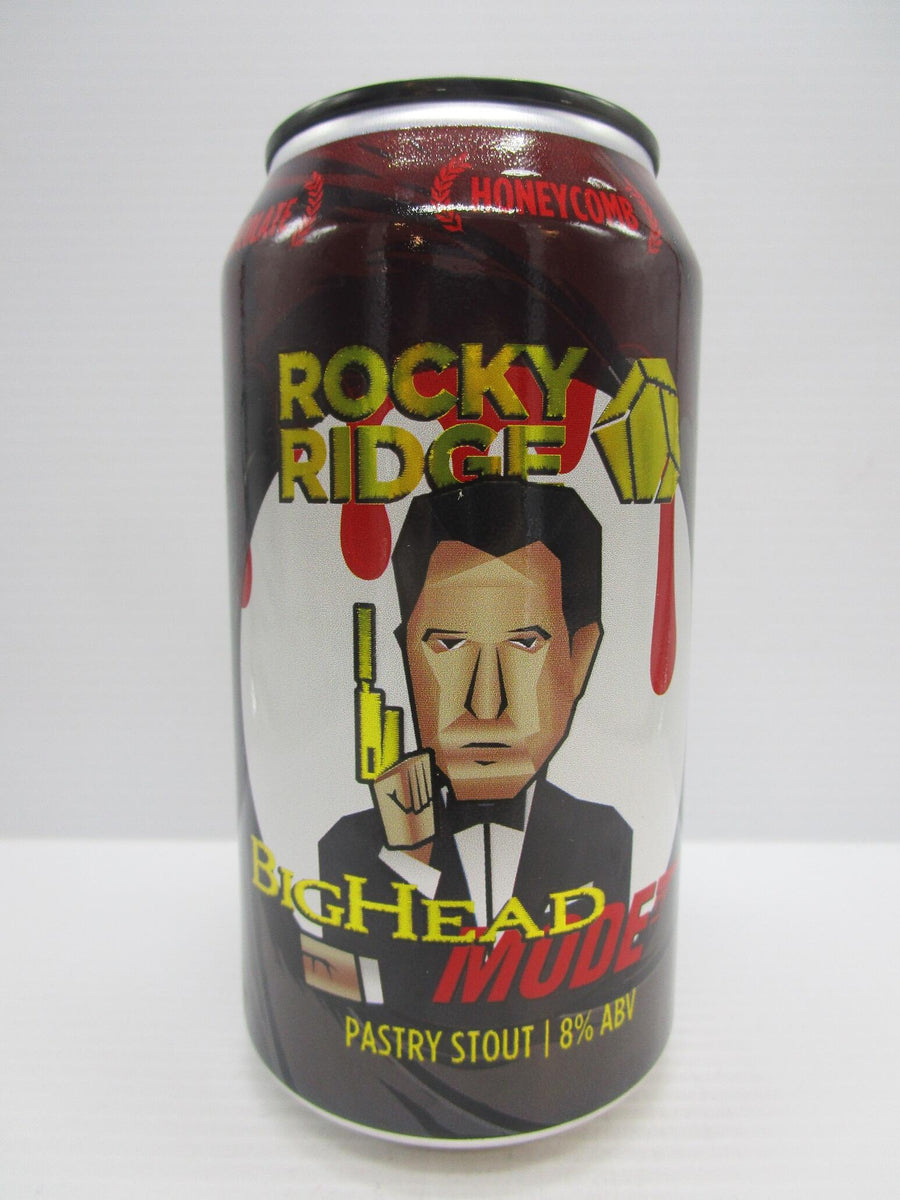 HONEYCOMB
ROCKY
RIDGE
BIGHEAD
PASTRY STOUT | 8% ABV